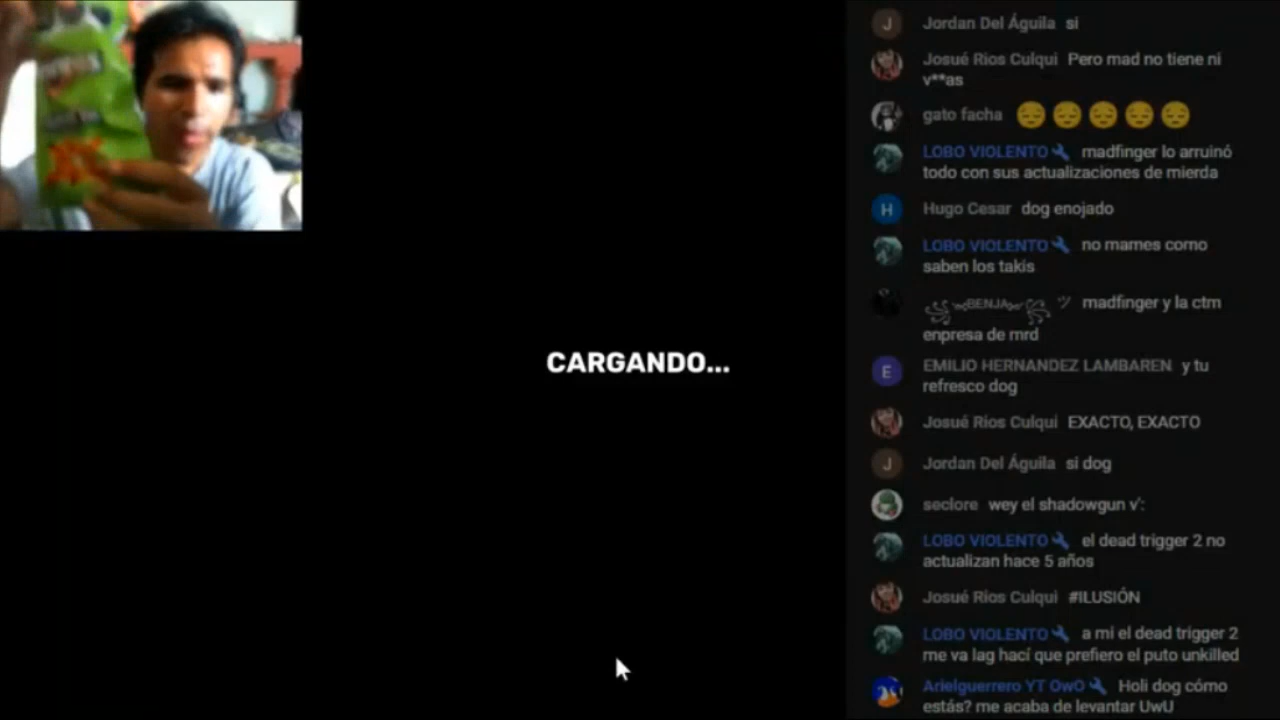 Jordan Del Águila si
Josué Rios Culqui Pero mad no tiene ni
v**as
gato facha
LOBO VIOLENTO madfinger lo arruinó
todo con sus actualizaciones de mierda
H Hugo Cesar dog enojado
LOBO VIOLENTO no mames como
saben los takis
BENJA ツ madfinger y la ctm
enpresa de mrd
E EMILIO HERNANDEZ LAMBAREN y tu
refresco dog
CARGANDO...
Josué Rios Culqui EXACTO, EXACTO
J Jordan Del Águila si dog
seclore wey el shadowgun v':
LOBO VIOLENTO el dead trigger 2 no
actualizan hace 5 años
Josué Rios Culqui #ILUSIÓN
LOBO VIOLENTO a mi el dead trigger 2
me va lag hací que prefiero el puto unkilled
Arielguerrero YT OwO Holi dog cómo
estás? me acaba de levantar UwU